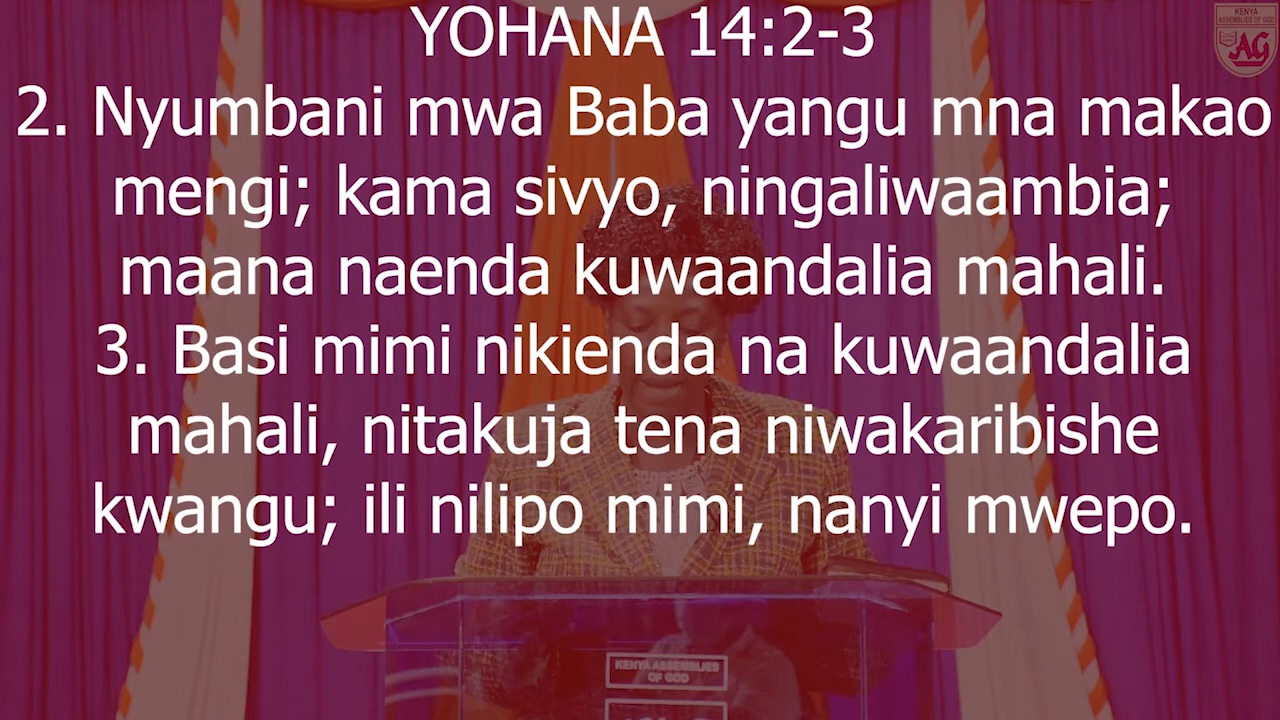 YOHANA 14:2-3
2. Nyumbani mwa Baba yangu mna makao
mengi; kama sivyo, ningaliwaambia;
maana naenda kuwaandalia mahali.
3. Basi mimi nikienda na kuwaandalia
mahali, nitakuja tena niwakaribishe
kwangu; ili nilipo mimi, nanyi mwepo.
KENYA
ASSEMBLIES OF GOD
AG
KENYA ASSEMBLIES
OF GOD